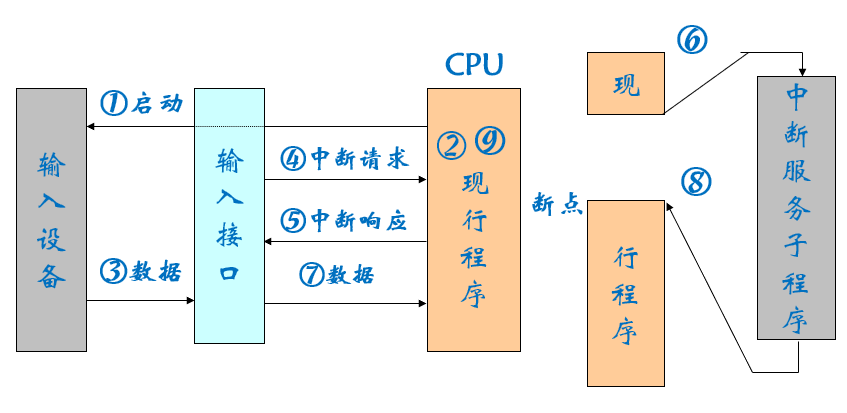 CPU
①启动
输入设备
③数据
输入接口
④中断请求
⑤中断响应
⑦数据
② ⑨
现行程序
断点
现
行程序
⑥
⑧
中断服务子程序